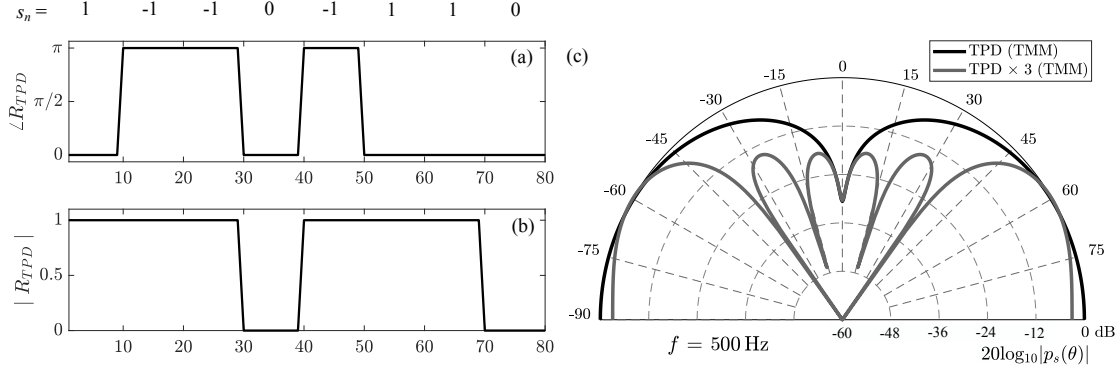 s_n = 1 -1 -1 0 -1 1 1 0
π
π/2
0
∠R_TPD
(a)
10 20 30 40 50 60 70 80
1
0.5
0
| R_TPD |
(b)
10 20 30 40 50 60 70 80
(c)
TPD (TMM)
TPD × 3 (TMM)
-90 -75 -60 -45 -30 -15 0 15 30 45 60 75
-60 -48 -36 -24 -12 0 dB
f = 500 Hz
20log₁₀|p_s(θ)|